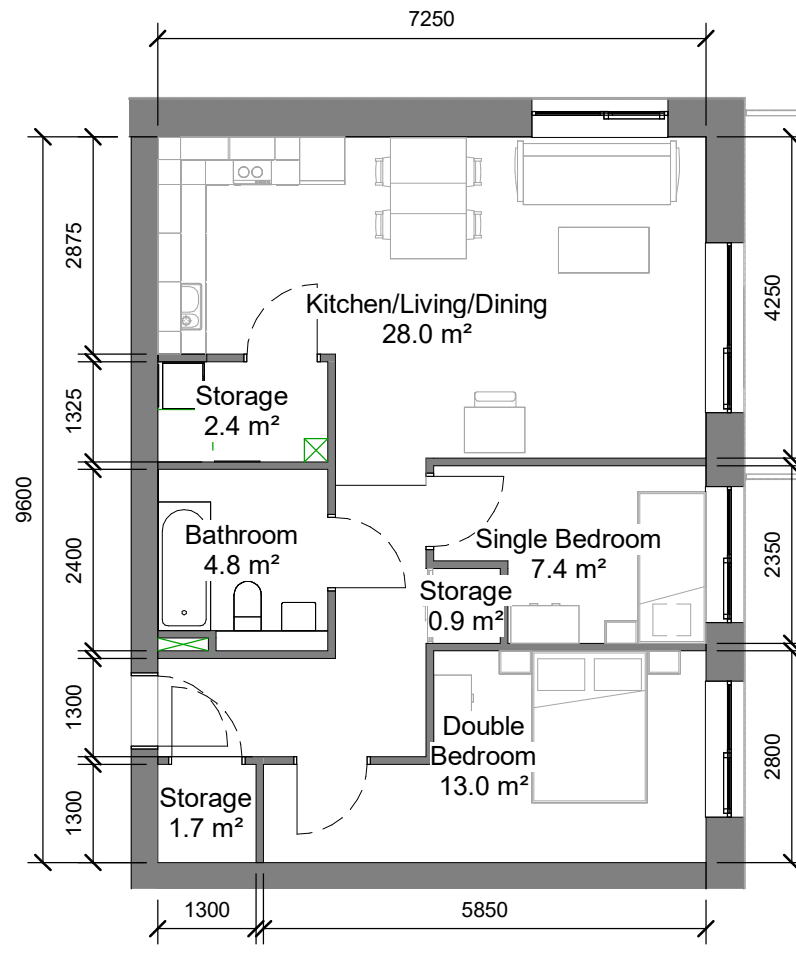 7250
2875
4250
Kitchen/Living/Dining
28.0 m²
1325
Storage
2.4 m²
9600
2400
Bathroom
4.8 m²
Single Bedroom
7.4 m²
2350
Storage
0.9 m²
1300
Double
Bedroom
13.0 m²
2800
1300
Storage
1.7 m²
1300
5850